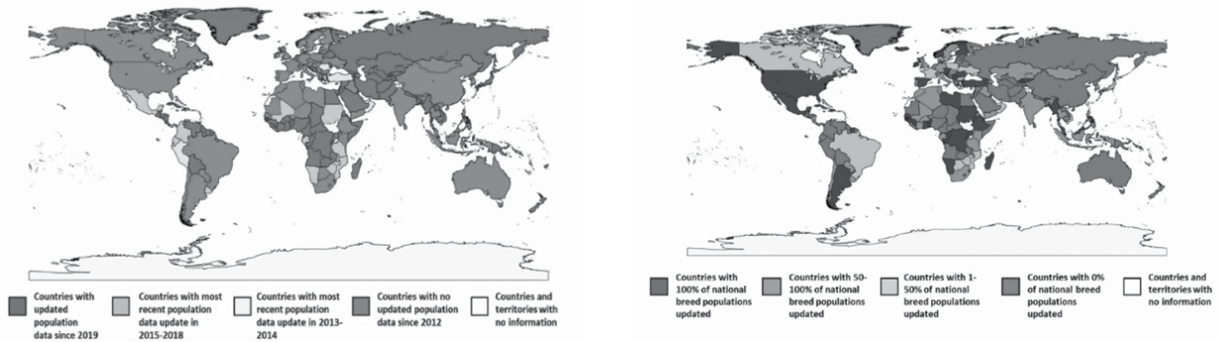 Countries with
updated
population
data since 2019
Countries with most
recent population
data update in
2015-2018
Countries with most
recent population
data update in 2013-
2014
Countries with no
updated population
data since 2012
Countries and
territories with
no information
Countries with
100% of national
breed populations
updated
Countries with 50-
100% of national
breed populations
updated
Countries with 1-
50% of national
breed populations
updated
Countries with 0%
of national breed
populations
updated
Countries and
territories with
no information